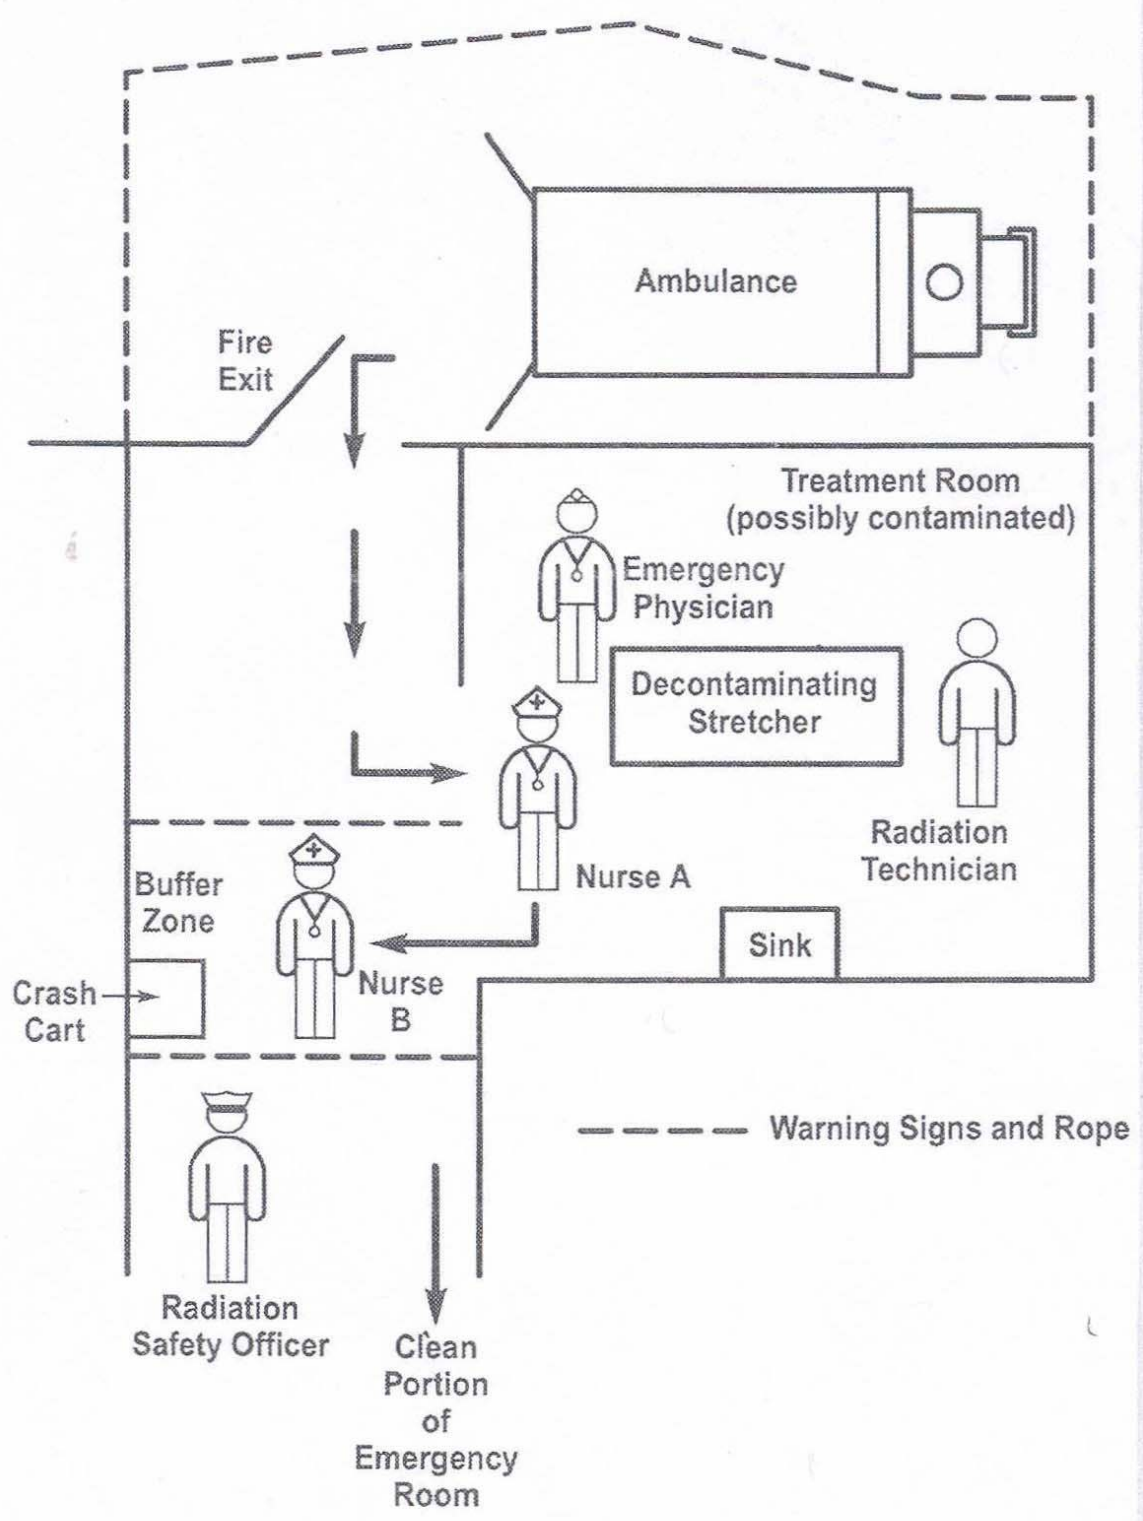 Ambulance
Fire
Exit
Treatment Room
(possibly contaminated)
Emergency
Physician
Decontaminating
Stretcher
Radiation
Technician
Nurse A
Buffer
Zone
Sink
Nurse
B
Crash
Cart
Warning Signs and Rope
Radiation
Safety Officer
Clean
Portion
of
Emergency
Room